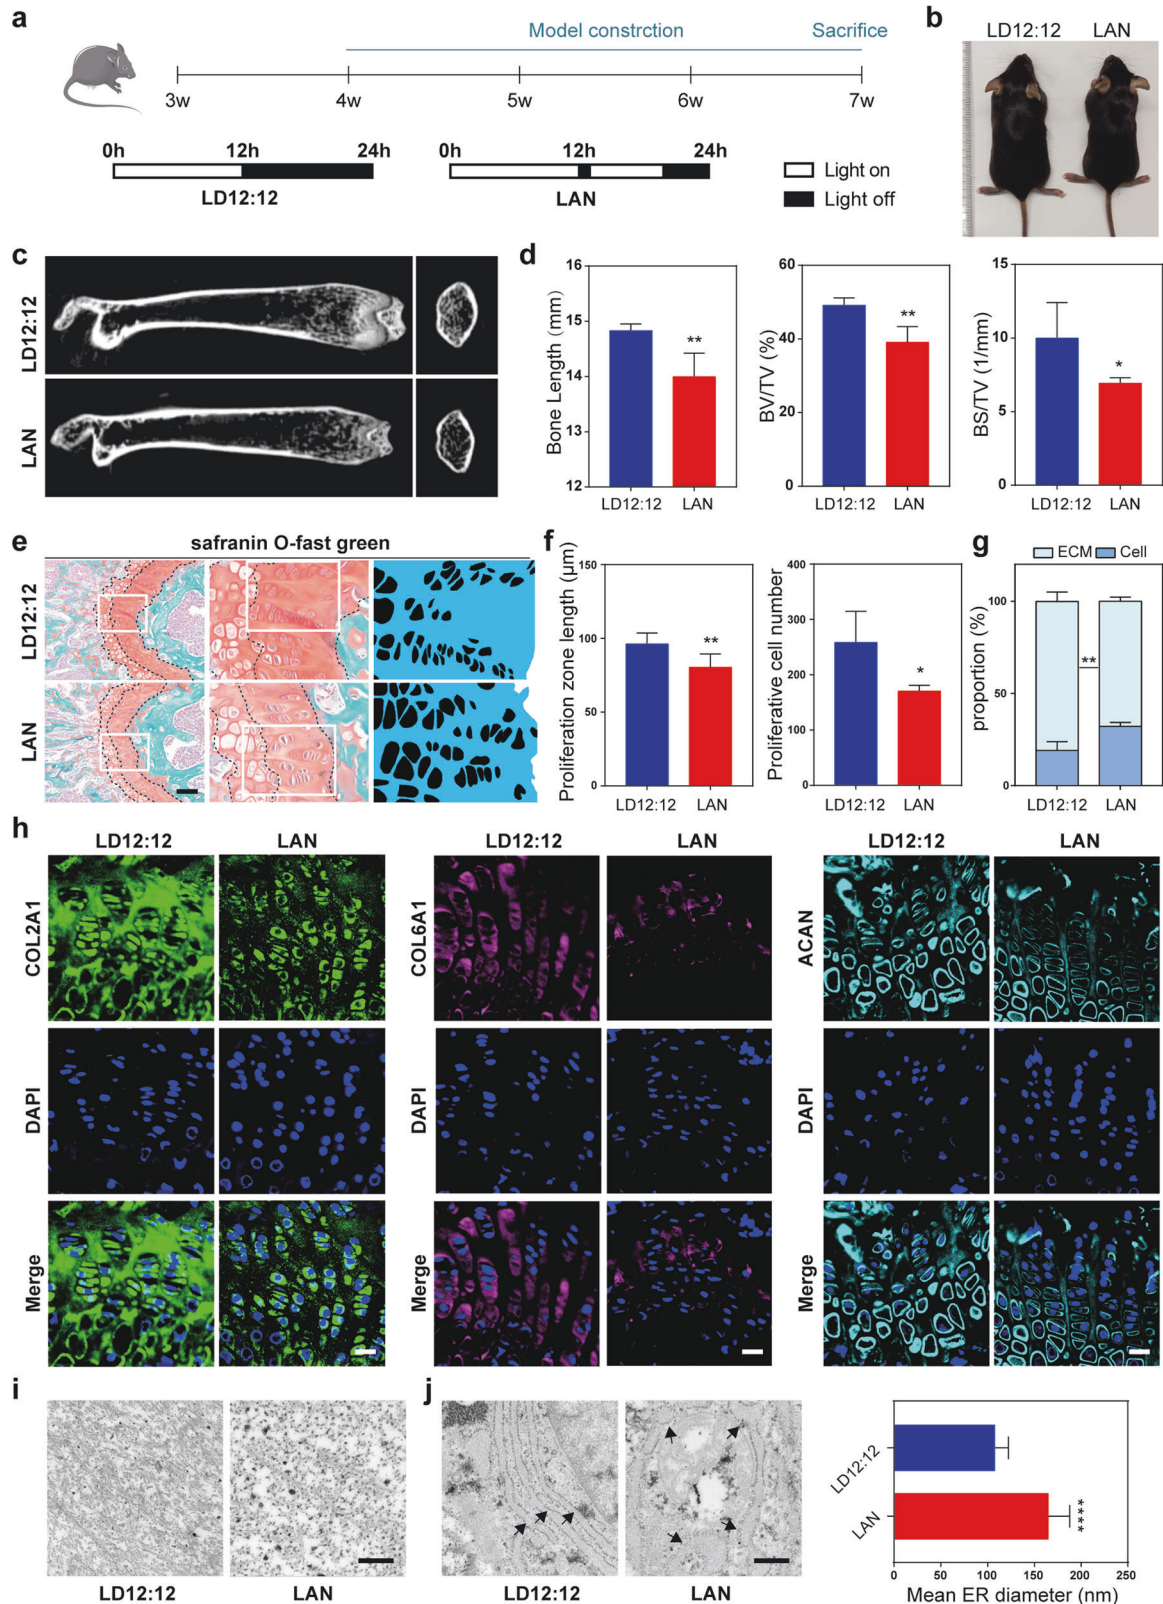 a
Model constrction
Sacrifice
3w
4w
5w
6w
7w
0h
12h
24h
LD12:12
0h
12h
24h
LAN
Light on
Light off
b
LD12:12
LAN
c
LD12:12
LAN
d
Bone Length (mm)
16
15
14
13
12
**
LD12:12
LAN
BV/TV (%)
60
40
20
0
**
LD12:12
LAN
BS/TV (1/mm)
15
10
5
0
*
LD12:12
LAN
e
safranin O-fast green
LD12:12
LAN
f
Proliferation zone length (μm)
150
100
50
0
**
LD12:12
LAN
Proliferative cell number
400
300
200
100
0
*
LD12:12
LAN
g
ECM
Cell
proportion (%)
100
50
0
**
LD12:12
LAN
h
LD12:12
LAN
LD12:12
LAN
LD12:12
LAN
COL2A1
COL6A1
ACAN
DAPI
DAPI
DAPI
Merge
Merge
Merge
i
LD12:12
LAN
j
LD12:12
LAN
LD12:12
LAN
****
0
50
100
150
200
250
Mean ER diameter (nm)